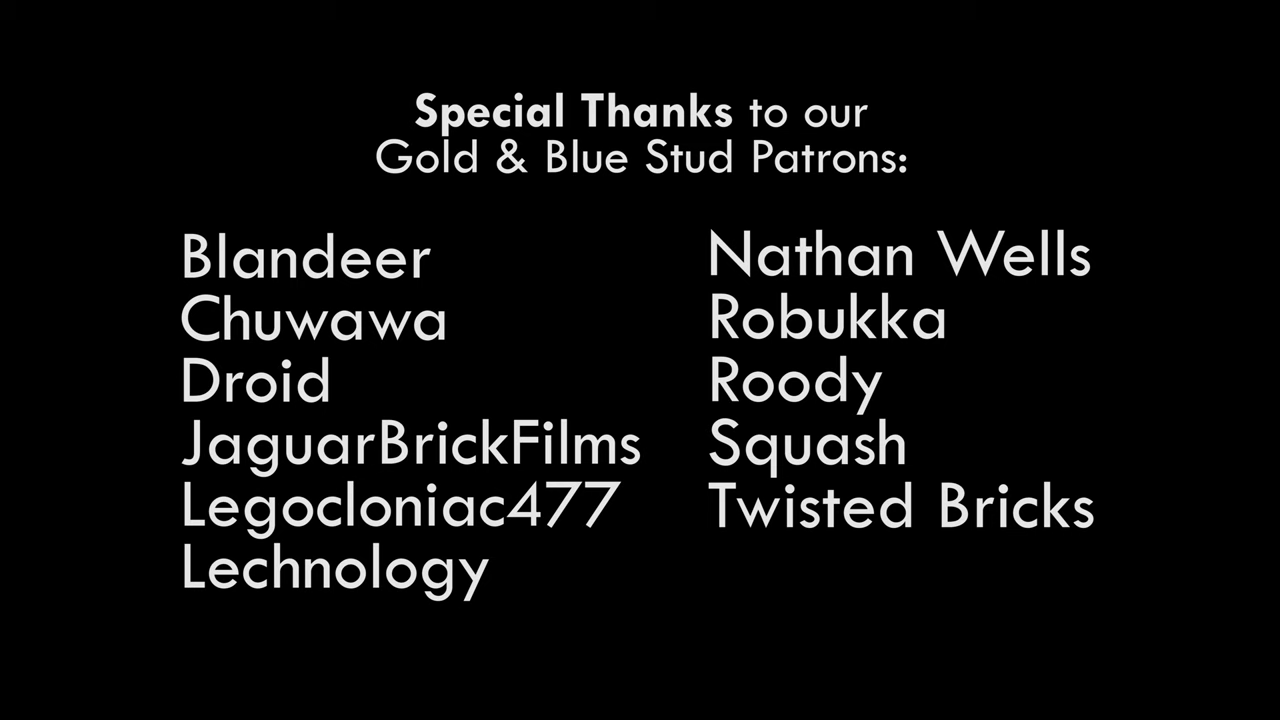 Special Thanks to our
Gold & Blue Stud Patrons:
Blandeer
Chuwawa
Droid
JaguarBrickFilms
Legocloniac477
Lechnology
Nathan Wells
Robukka
Roody
Squash
Twisted Bricks